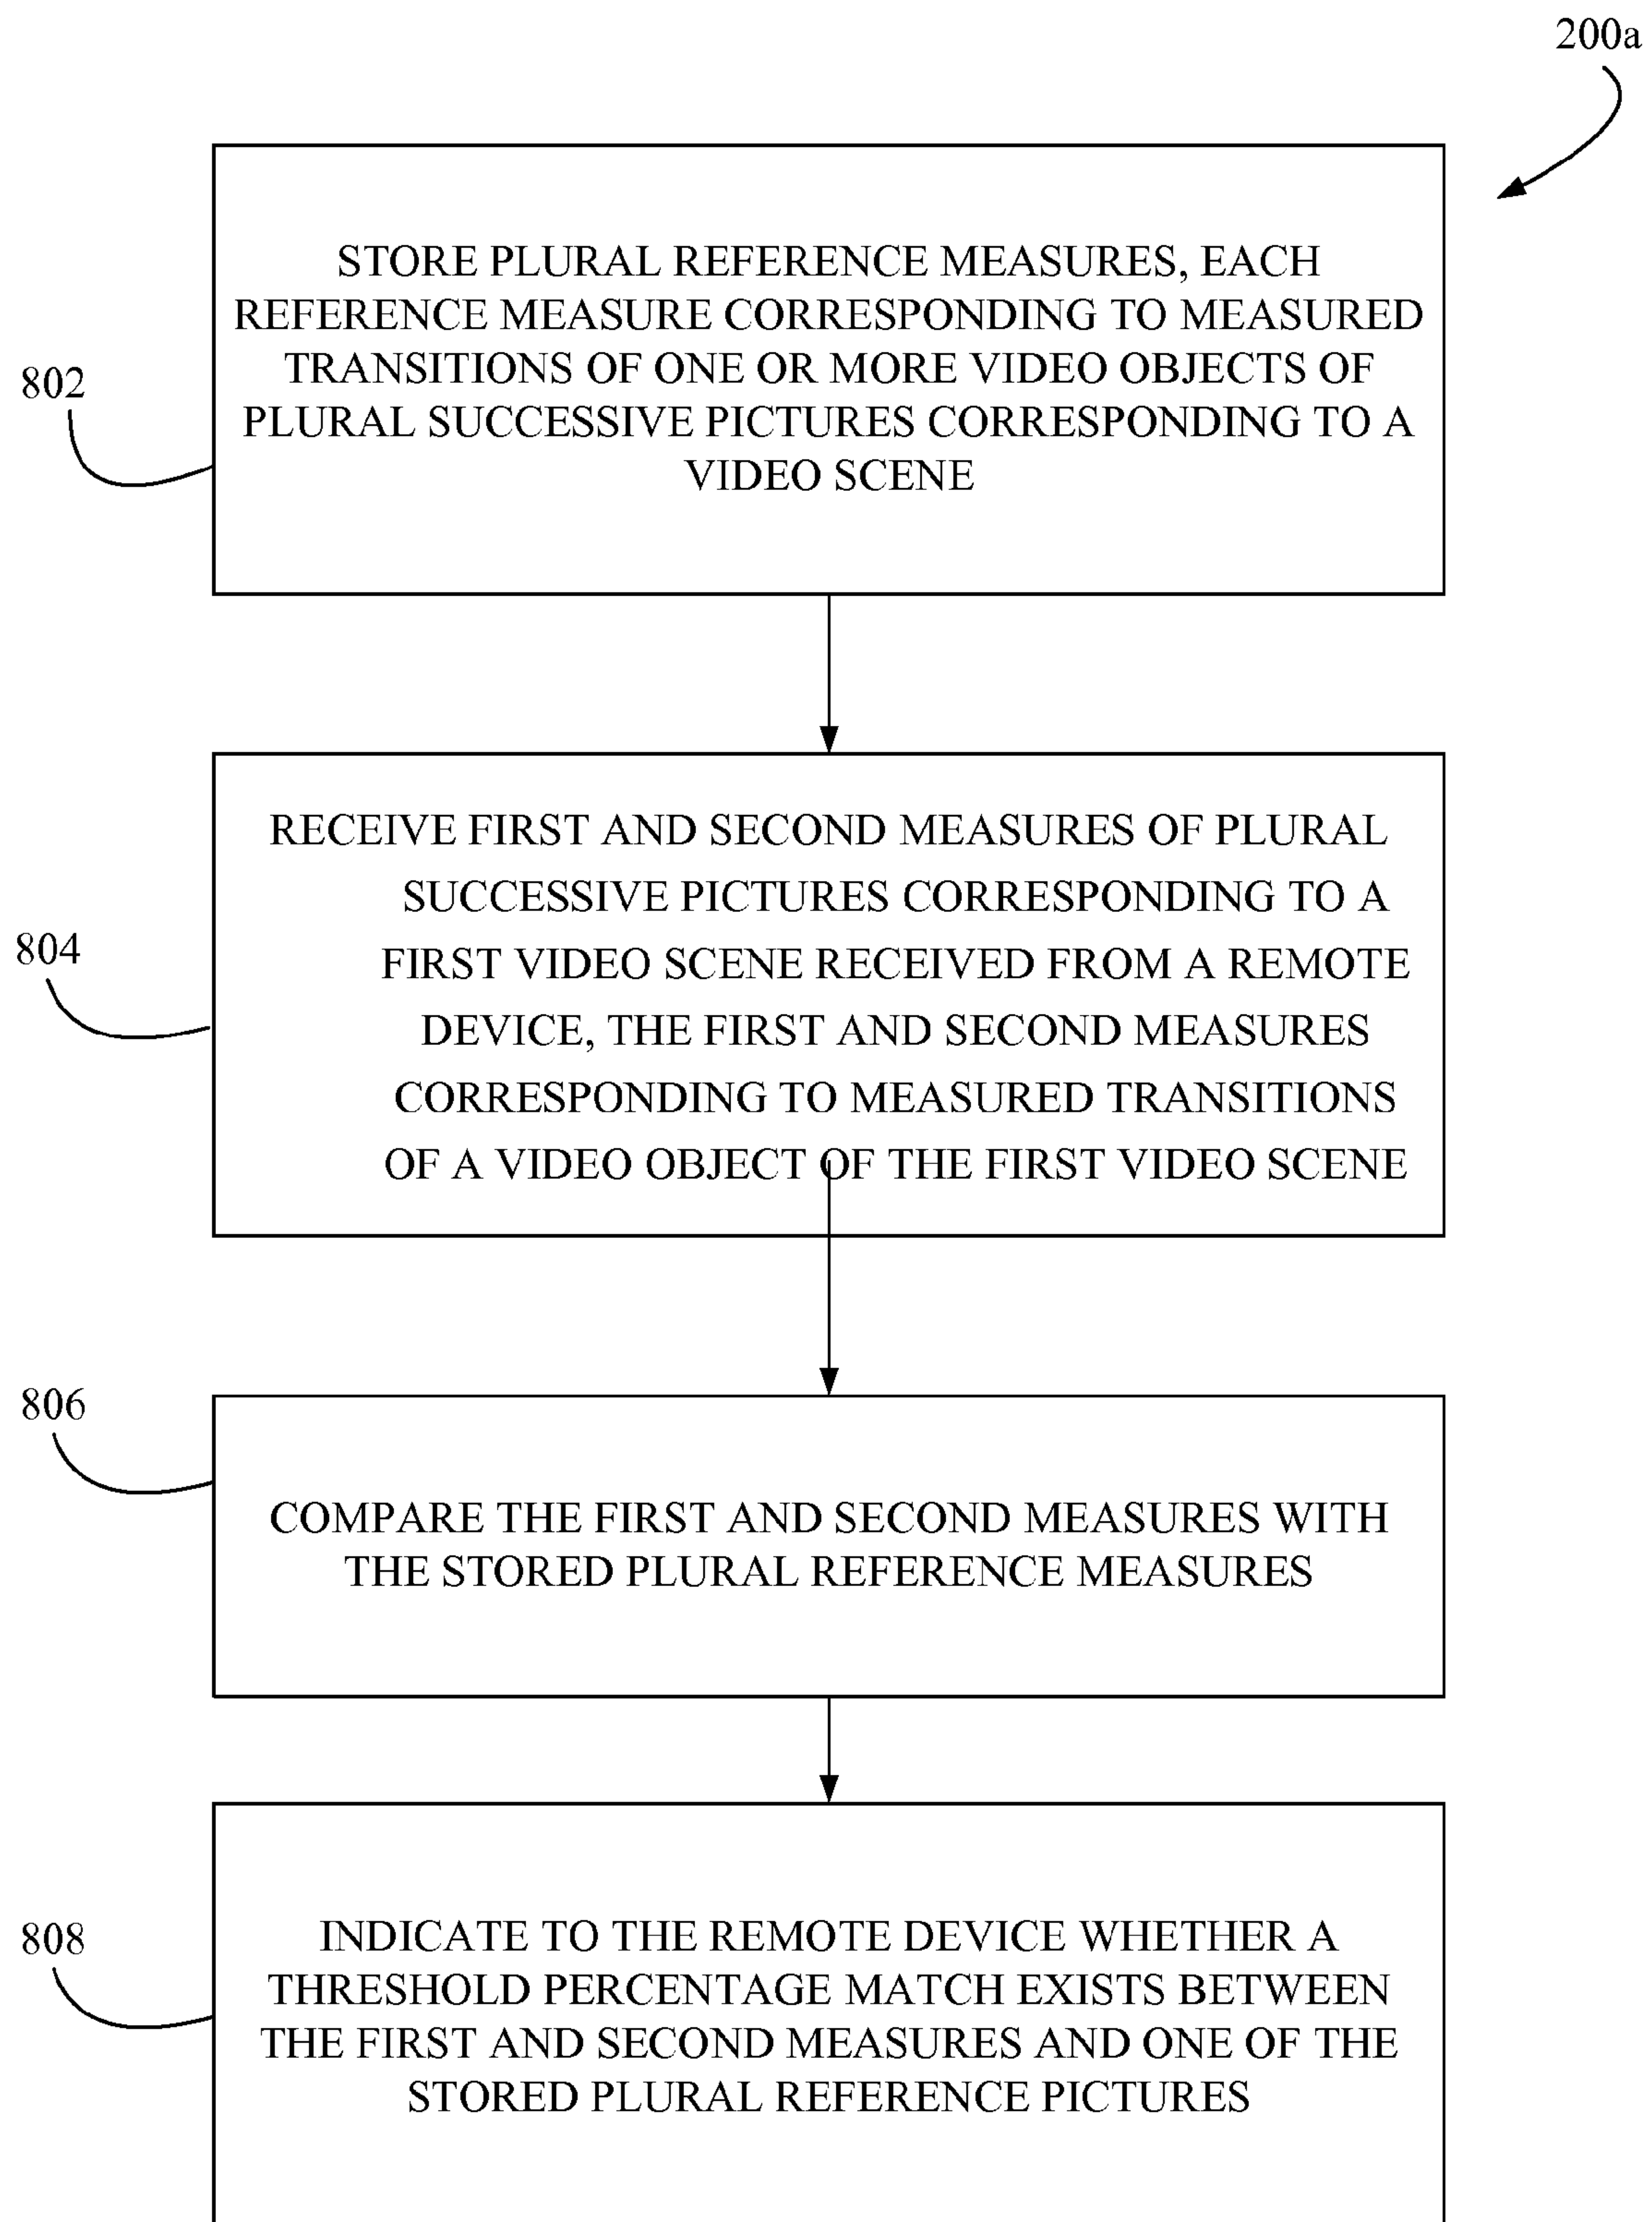 200a
STORE PLURAL REFERENCE MEASURES, EACH
REFERENCE MEASURE CORRESPONDING TO MEASURED
TRANSITIONS OF ONE OR MORE VIDEO OBJECTS OF
PLURAL SUCCESSIVE PICTURES CORRESPONDING TO A
VIDEO SCENE
802
RECEIVE FIRST AND SECOND MEASURES OF PLURAL
SUCCESSIVE PICTURES CORRESPONDING TO A
FIRST VIDEO SCENE RECEIVED FROM A REMOTE
DEVICE, THE FIRST AND SECOND MEASURES
CORRESPONDING TO MEASURED TRANSITIONS
OF A VIDEO OBJECT OF THE FIRST VIDEO SCENE
804
806
COMPARE THE FIRST AND SECOND MEASURES WITH
THE STORED PLURAL REFERENCE MEASURES
808
INDICATE TO THE REMOTE DEVICE WHETHER A
THRESHOLD PERCENTAGE MATCH EXISTS BETWEEN
THE FIRST AND SECOND MEASURES AND ONE OF THE
STORED PLURAL REFERENCE PICTURES